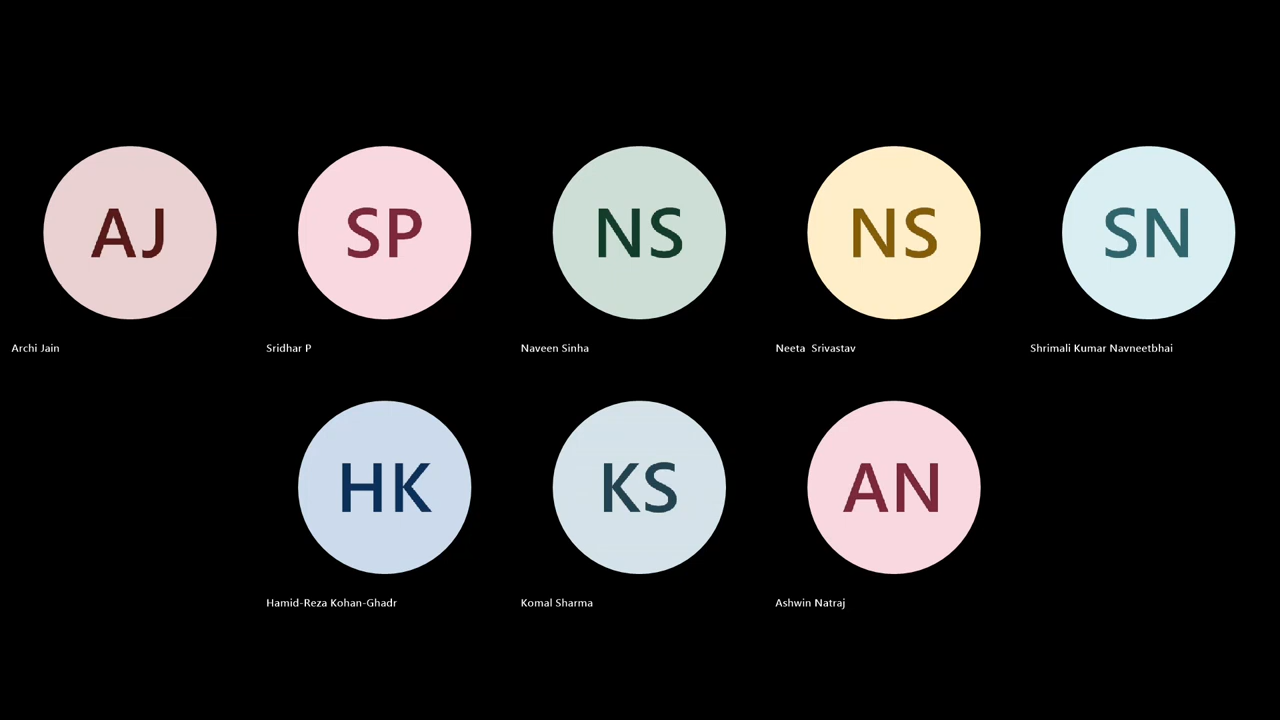 AJ
SP
NS
NS
SN
Archi Jain
Sridhar P
Naveen Sinha
Neeta  Srivastav
Shrimali Kumar Navneetbhai
HK
KS
AN
Hamid-Reza Kohan-Ghadr
Komal Sharma
Ashwin Natraj